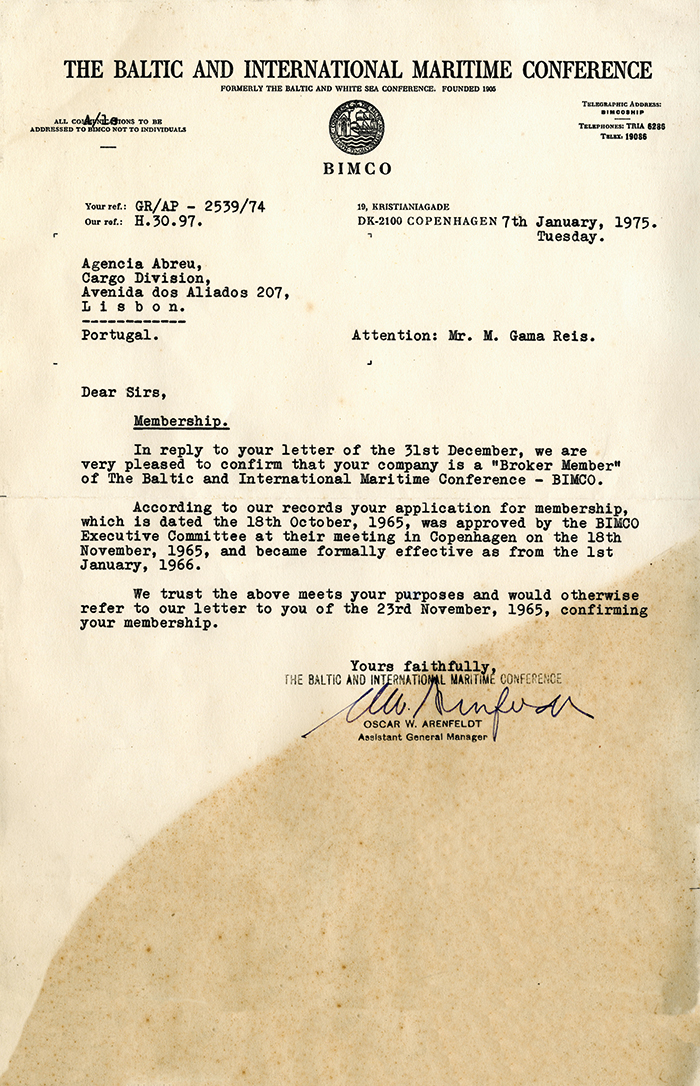 THE BALTIC AND INTERNATIONAL MARITIME CONFERENCE
FORMERLY THE BALTIC AND WHITE SEA CONFERENCE. FOUNDED 1905
A/ls
ALL COMMUNICATIONS TO BE
ADDRESSED TO BIMCO NOT TO INDIVIDUALS
TELEGRAPHIC ADDRESS:
BIMCOSHIP
TELEPHONES: TRIA 6286
TELEX: 19086
BIMCO
Your ref.: GR/AP - 2539/74
Our ref.: H.30.97.
19, KRISTIANIAGADE
DK-2100 COPENHAGEN 7th January, 1975.
Tuesday.
Agencia Abreu,
Cargo Division,
Avenida dos Aliados 207,
L i s b o n.
------------
Portugal.
Attention: Mr. M. Gama Reis.
Dear Sirs,
Membership.
In reply to your letter of the 31st December, we are
very pleased to confirm that your company is a "Broker Member"
of The Baltic and International Maritime Conference - BIMCO.
According to our records your application for membership,
which is dated the 18th October, 1965, was approved by the BIMCO
Executive Committee at their meeting in Copenhagen on the 18th
November, 1965, and became formally effective as from the 1st
January, 1966.
We trust the above meets your purposes and would otherwise
refer to our letter to you of the 23rd November, 1965, confirming
your membership.
Yours faithfully,
THE BALTIC AND INTERNATIONAL MARITIME CONFERENCE
OSCAR W. ARENFELDT
Assistant General Manager